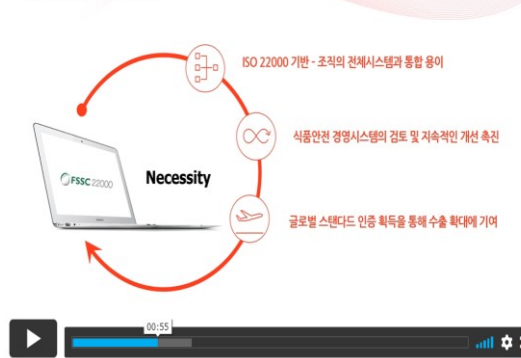 ISO 22000 기반 - 조직의 전체시스템과 통합 용이
식품안전 경영시스템의 검토 및 지속적인 개선 촉진
FSSC 22000
Necessity
글로벌 스탠다드 인증 획득을 통해 수출 확대에 기여
00:55